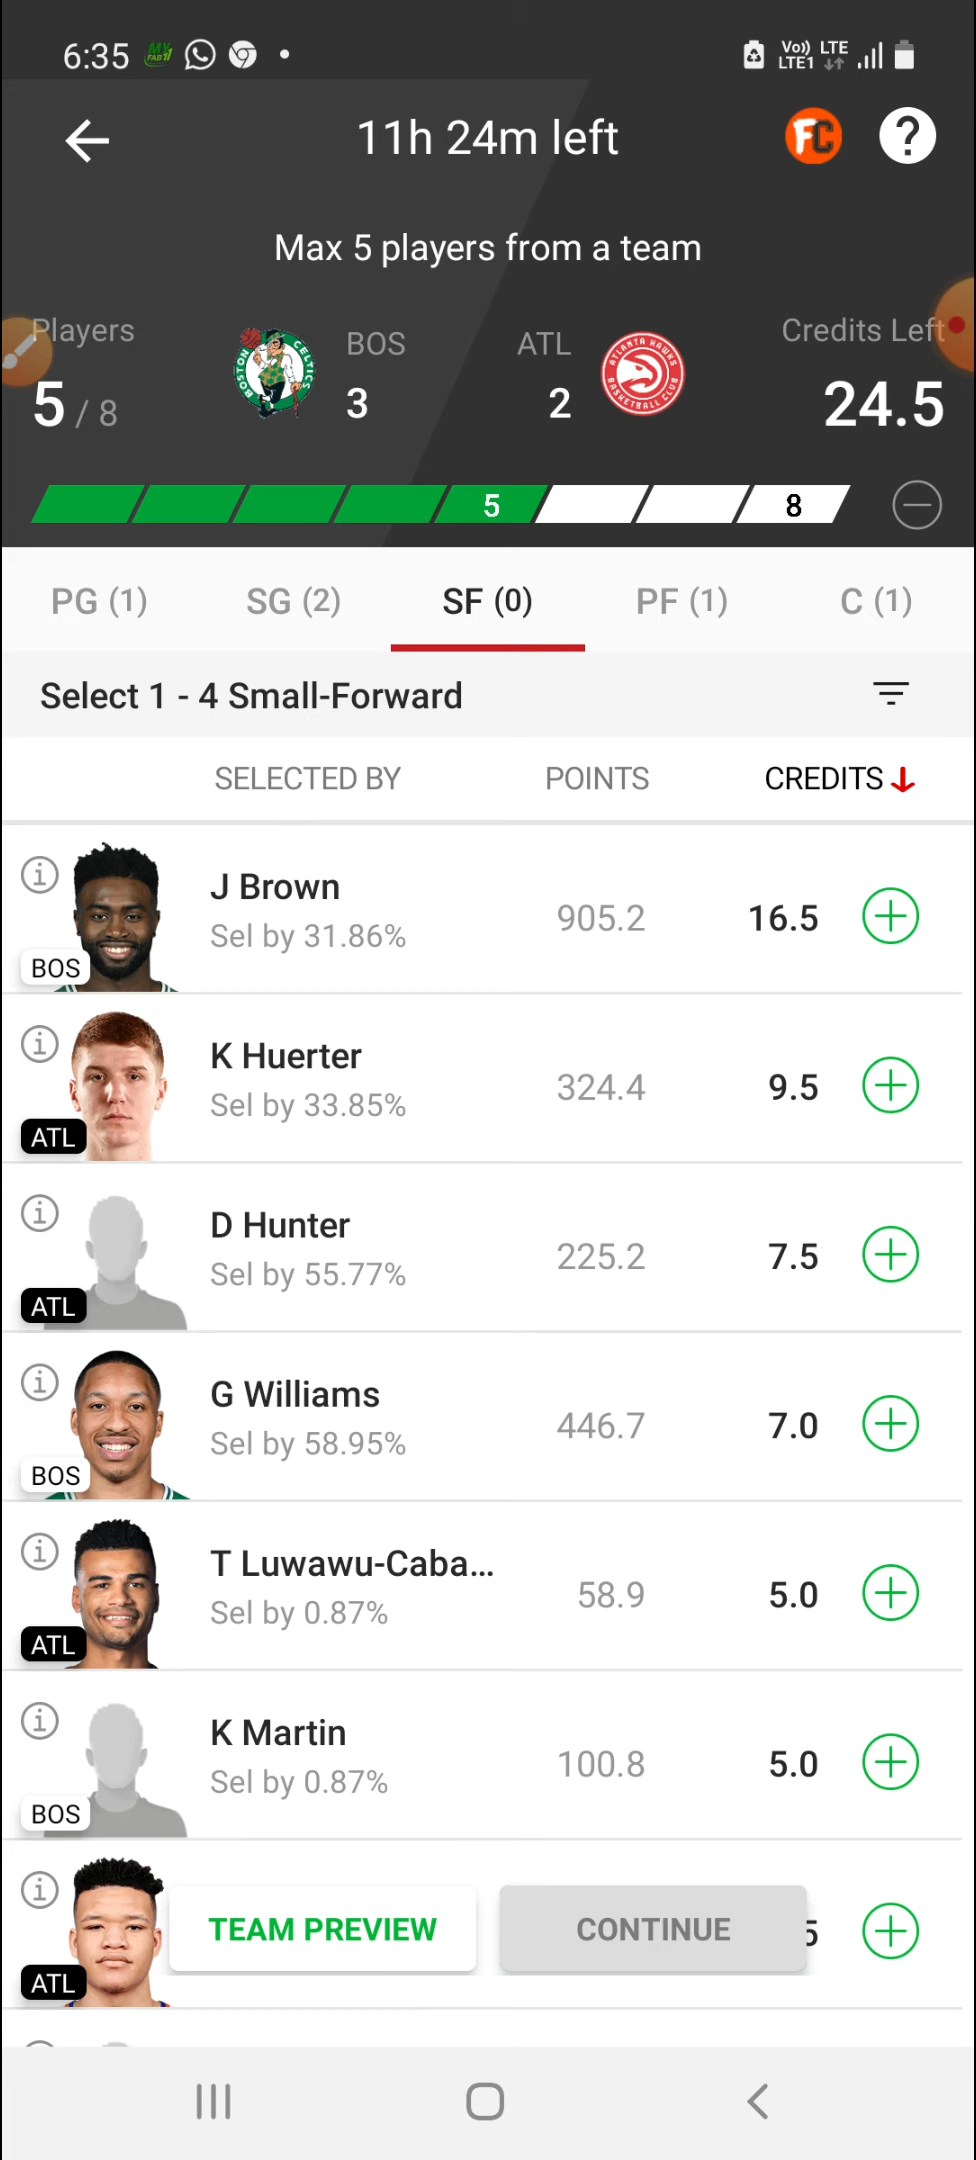 6:35
Vo)) LTE
LTE1
11h 24m left
FC
?
Max 5 players from a team
Players
BOS
ATL
Credits Left
5 / 8
3
2
24.5
5
8
PG (1)
SG (2)
SF (0)
PF (1)
C (1)
Select 1 - 4 Small-Forward
SELECTED BY
POINTS
CREDITS
J Brown
Sel by 31.86%
905.2
16.5
BOS
K Huerter
Sel by 33.85%
324.4
9.5
ATL
D Hunter
Sel by 55.77%
225.2
7.5
ATL
G Williams
Sel by 58.95%
446.7
7.0
BOS
T Luwawu-Caba...
Sel by 0.87%
58.9
5.0
ATL
K Martin
Sel by 0.87%
100.8
5.0
BOS
TEAM PREVIEW
CONTINUE
5
ATL